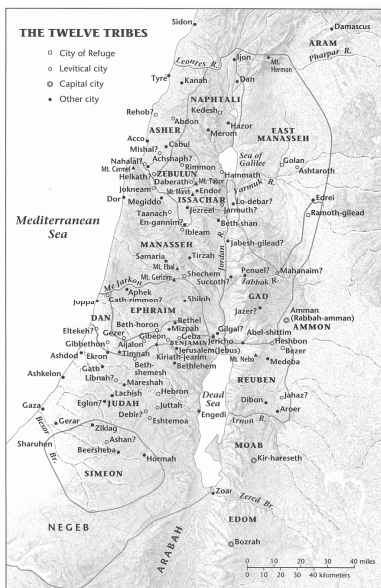 THE TWELVE TRIBES
City of Refuge
Levitical city
Capital city
Other city
Sidon
Damascus
ARAM
Pharpar R.
Leontes R.
Ijon
Mt. Hermon
Tyre
Kanah
Dan
NAPHTALI
Kedesh
Rehob?
Abdon
Hazor
Merom
EAST MANASSEH
ASHER
Acco
Cabul
Mishal?
Achshaph?
Sea of Galilee
Golan
Ashtaroth
Nahalal?
Rimmon
Mt. Carmel
ZEBULUN
Hammath
Helkath?
Daberath
Mt. Tabor
Yarmuk R.
Jokneam
Mt. Moreh
Endor
Dor
Megiddo
ISSACHAR
Lo-debar?
Edrei
Jezreel
Jarmuth?
Ramoth-gilead
Taanach
Beth-shan
En-gannim?
Ibleam
Mediterranean Sea
Jordan R.
Jabesh-gilead?
MANASSEH
Samaria
Tirzah
Mt. Ebal
Shechem
Penuel?
Mahanaim?
Mt. Gerizim
Succoth?
Jabbok R.
Me Jarkon
Aphek
GAD
Joppa
Gath-rimmon?
Shiloh
Jazer?
Amman (Rabbah-amman)
EPHRAIM
AMMON
DAN
Bethel
Beth-horon
Mizpah
Gilgal?
Eltekeh?
Gezer
Gibeon
Geba
Abel-shittim
Gibbethon
Aijalon
BENJAMIN
Jericho
Heshbon
Ashdod
Ekron
Timnah
Jerusalem(Jebus)
Bezer
Kiriath-jearim
Mt. Nebo
Medeba
Gath
Beth-shemesh
Bethlehem
Ashkelon
Libnah?
Mareshah
REUBEN
Lachish
Hebron
Dead Sea
Jahaz?
Gaza
Eglon?
JUDAH
Juttah
Dibon
Debir?
Engedi
Aroer
Besor Br.
Gerar
Eshtemoa
Arnon R.
Ziklag
Sharuhen
Ashan?
MOAB
Beersheba
Kir-hareseth
Hormah
SIMEON
Zoar
Zered Br.
NEGEB
ARABAH
EDOM
Bozrah
0 10 20 30 40 miles
0 10 20 30 40 kilometers